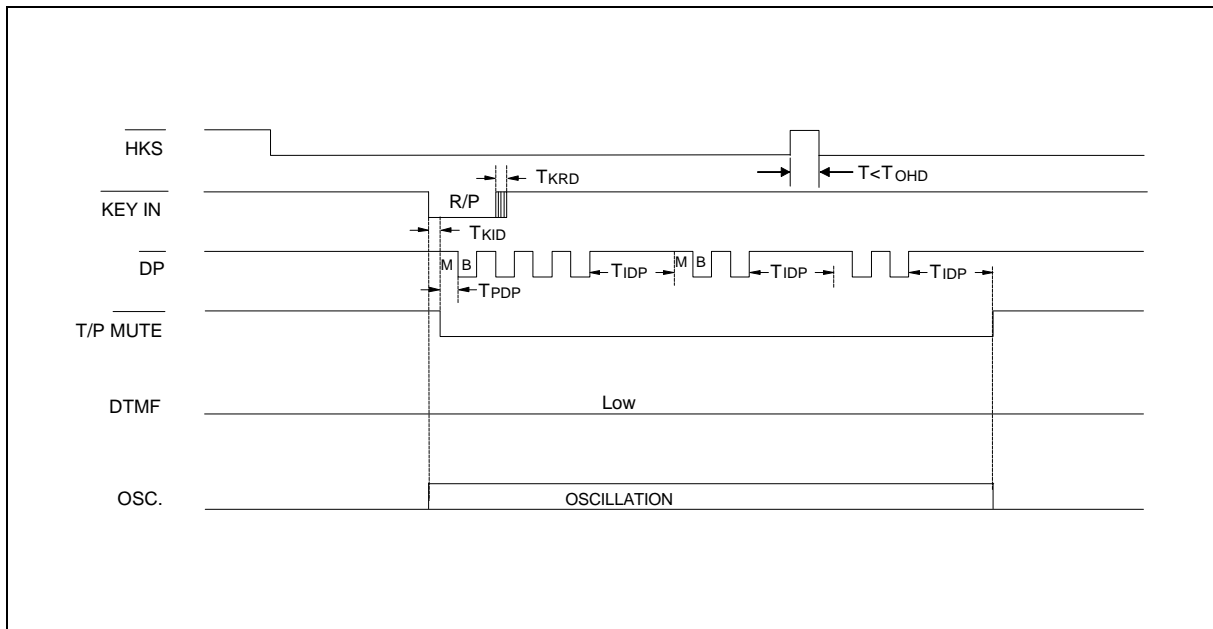 HKS
T<TOHD
TKRD
KEY IN
R/P
TKID
DP
M B
TIDP
M B
TIDP
TIDP
TPDP
T/P MUTE
DTMF
Low
OSC.
OSCILLATION